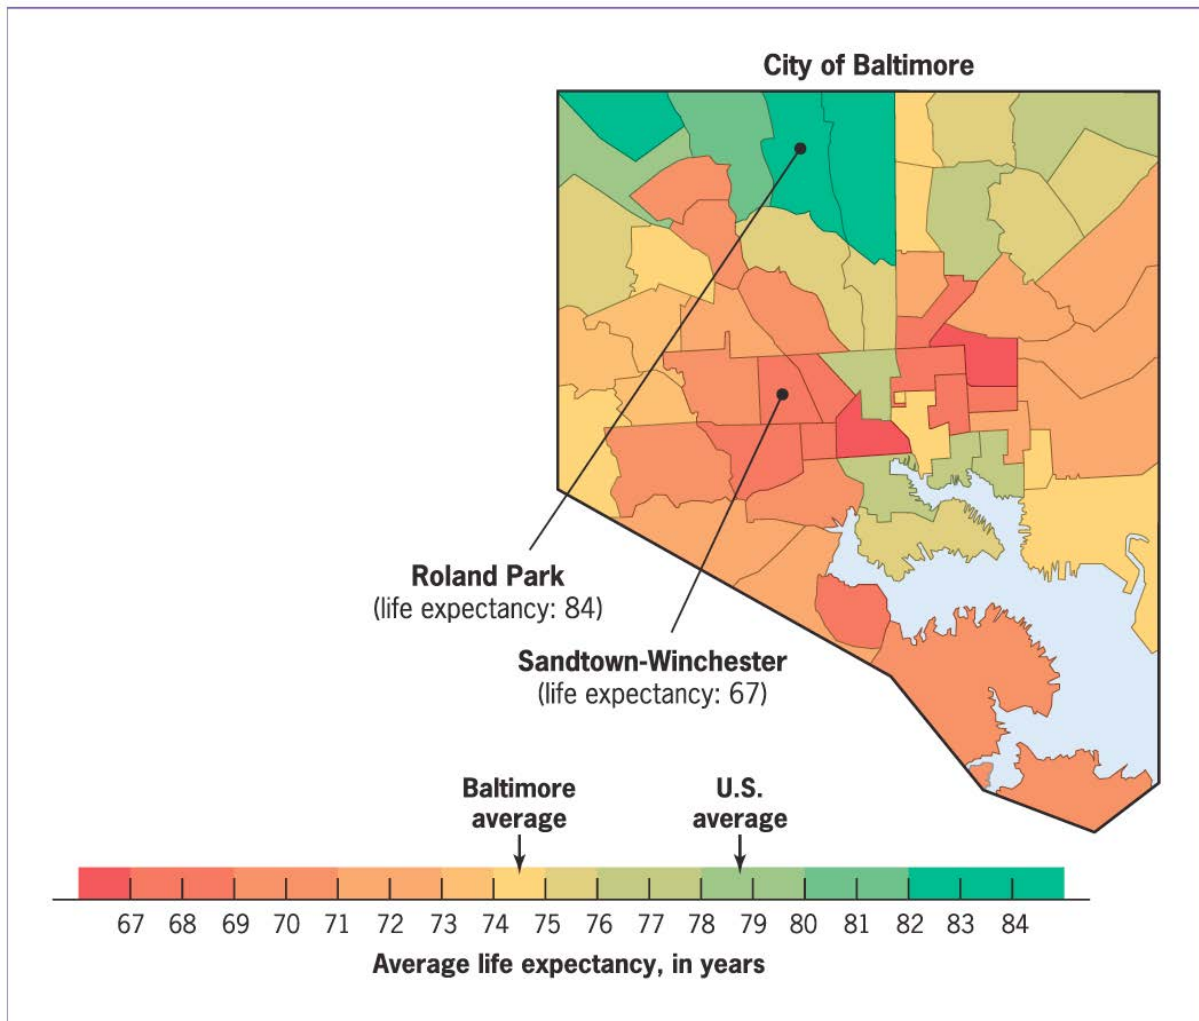 City of Baltimore
Roland Park
(life expectancy: 84)
Sandtown-Winchester
(life expectancy: 67)
Baltimore
average
U.S.
average
67 68 69 70 71 72 73 74 75 76 77 78 79 80 81 82 83 84
Average life expectancy, in years